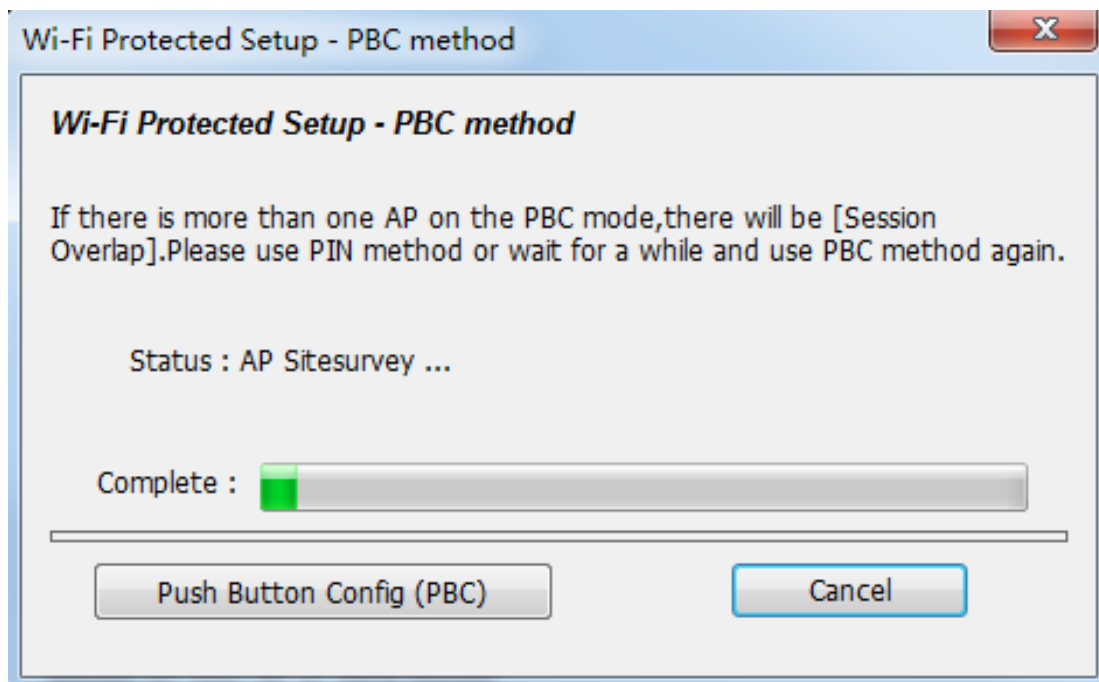 Wi-Fi Protected Setup - PBC method
Wi-Fi Protected Setup - PBC method
If there is more than one AP on the PBC mode,there will be [Session
Overlap].Please use PIN method or wait for a while and use PBC method again.
Status : AP Sitesurvey ...
Complete :
Push Button Config (PBC)
Cancel